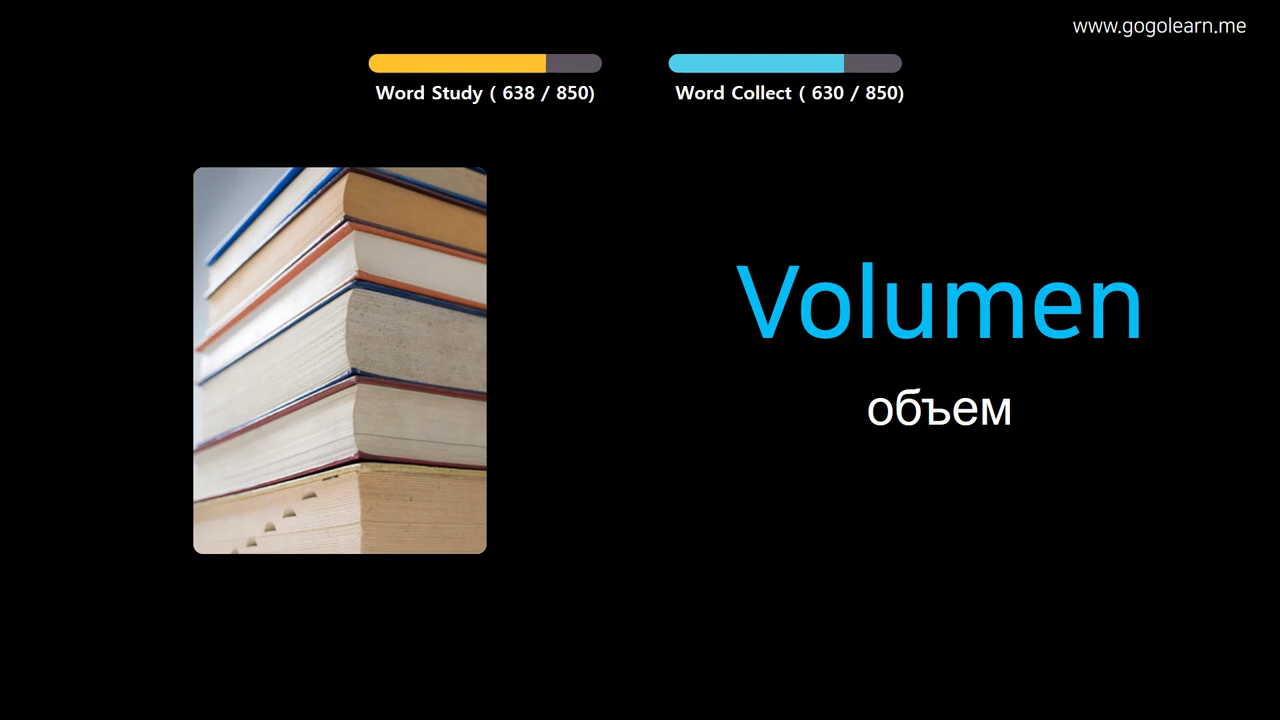 www.gogolearn.me
Word Study ( 638 / 850)
Word Collect ( 630 / 850)
Volumen
объем